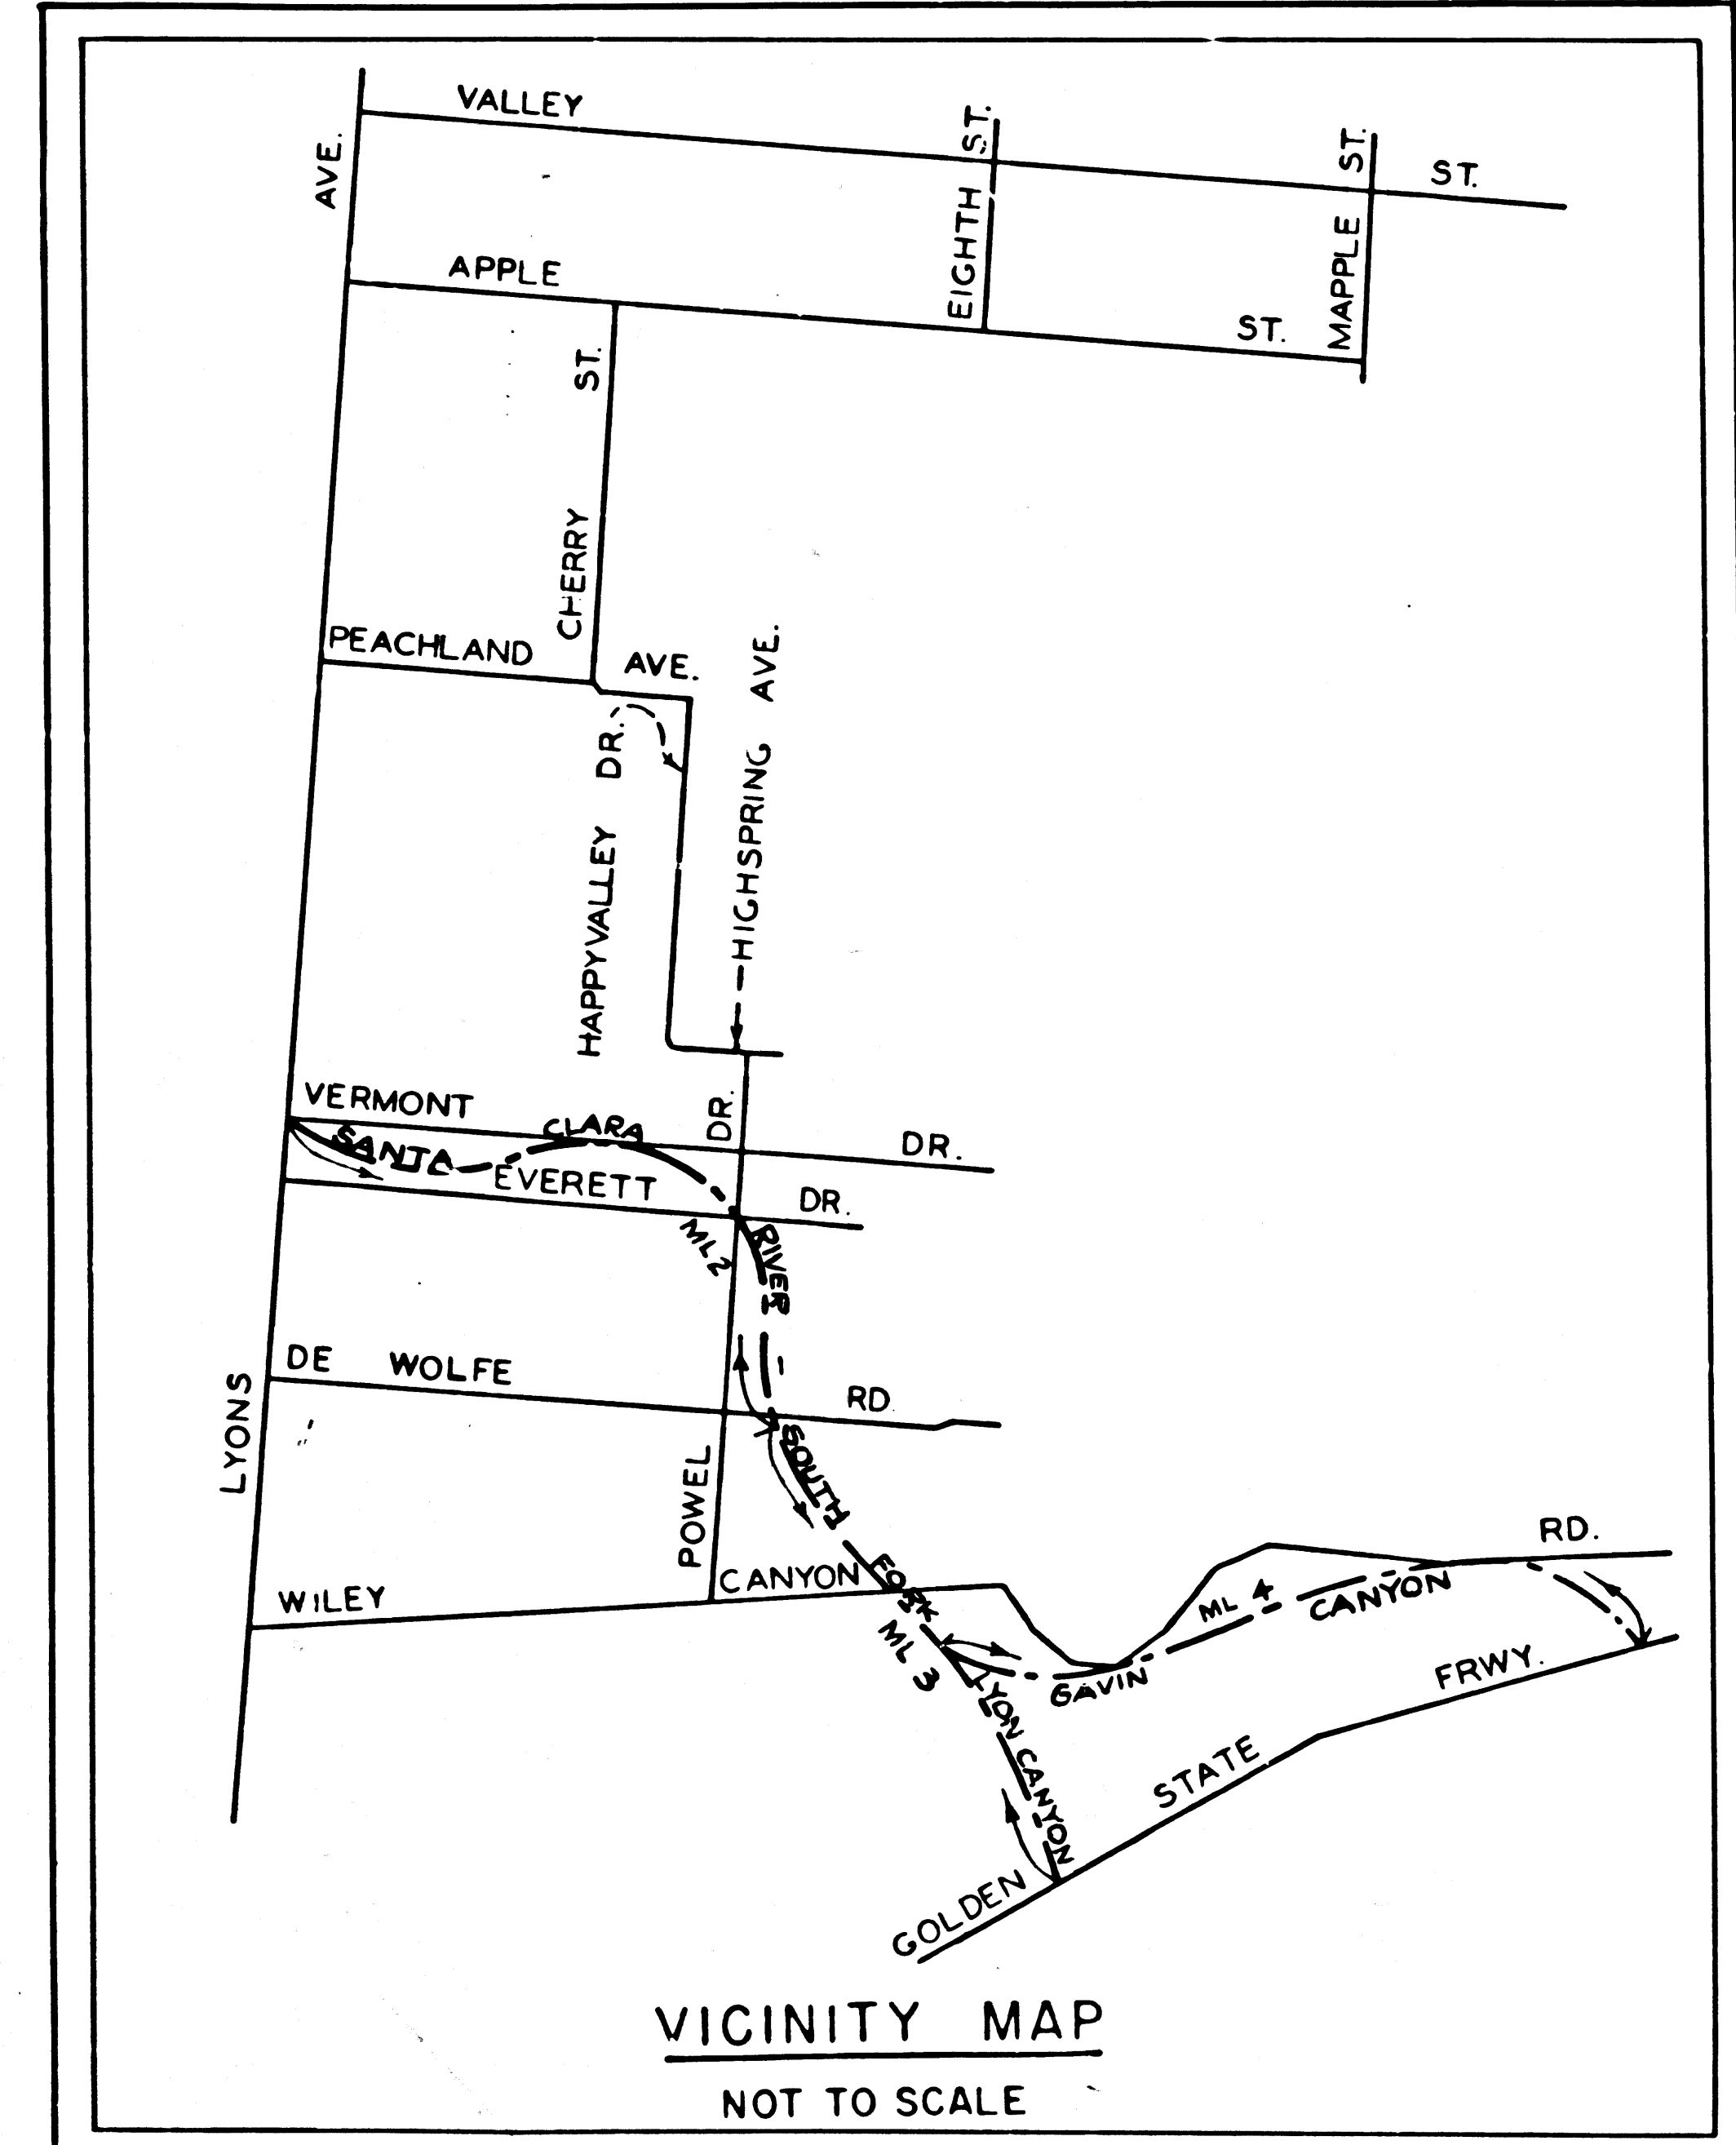 VALLEY ST.
EIGHTH ST.
MAPPLE ST.
LYONS AVE.
APPLE ST.
CHERRY ST.
PEACHLAND AVE.
HAPPYVALLEY DR.
HIGHSPRING AVE.
VERMONT DR.
SANTA CLARA RIVER
EVERETT DR.
ML 2
DE WOLFE RD.
SOUTH FORK
POWEL DR.
WILEY CANYON RD.
ML 3
ML 4
GAVIN CANYON
LYON CANYON
GOLDEN STATE FRWY.
VICINITY MAP
NOT TO SCALE